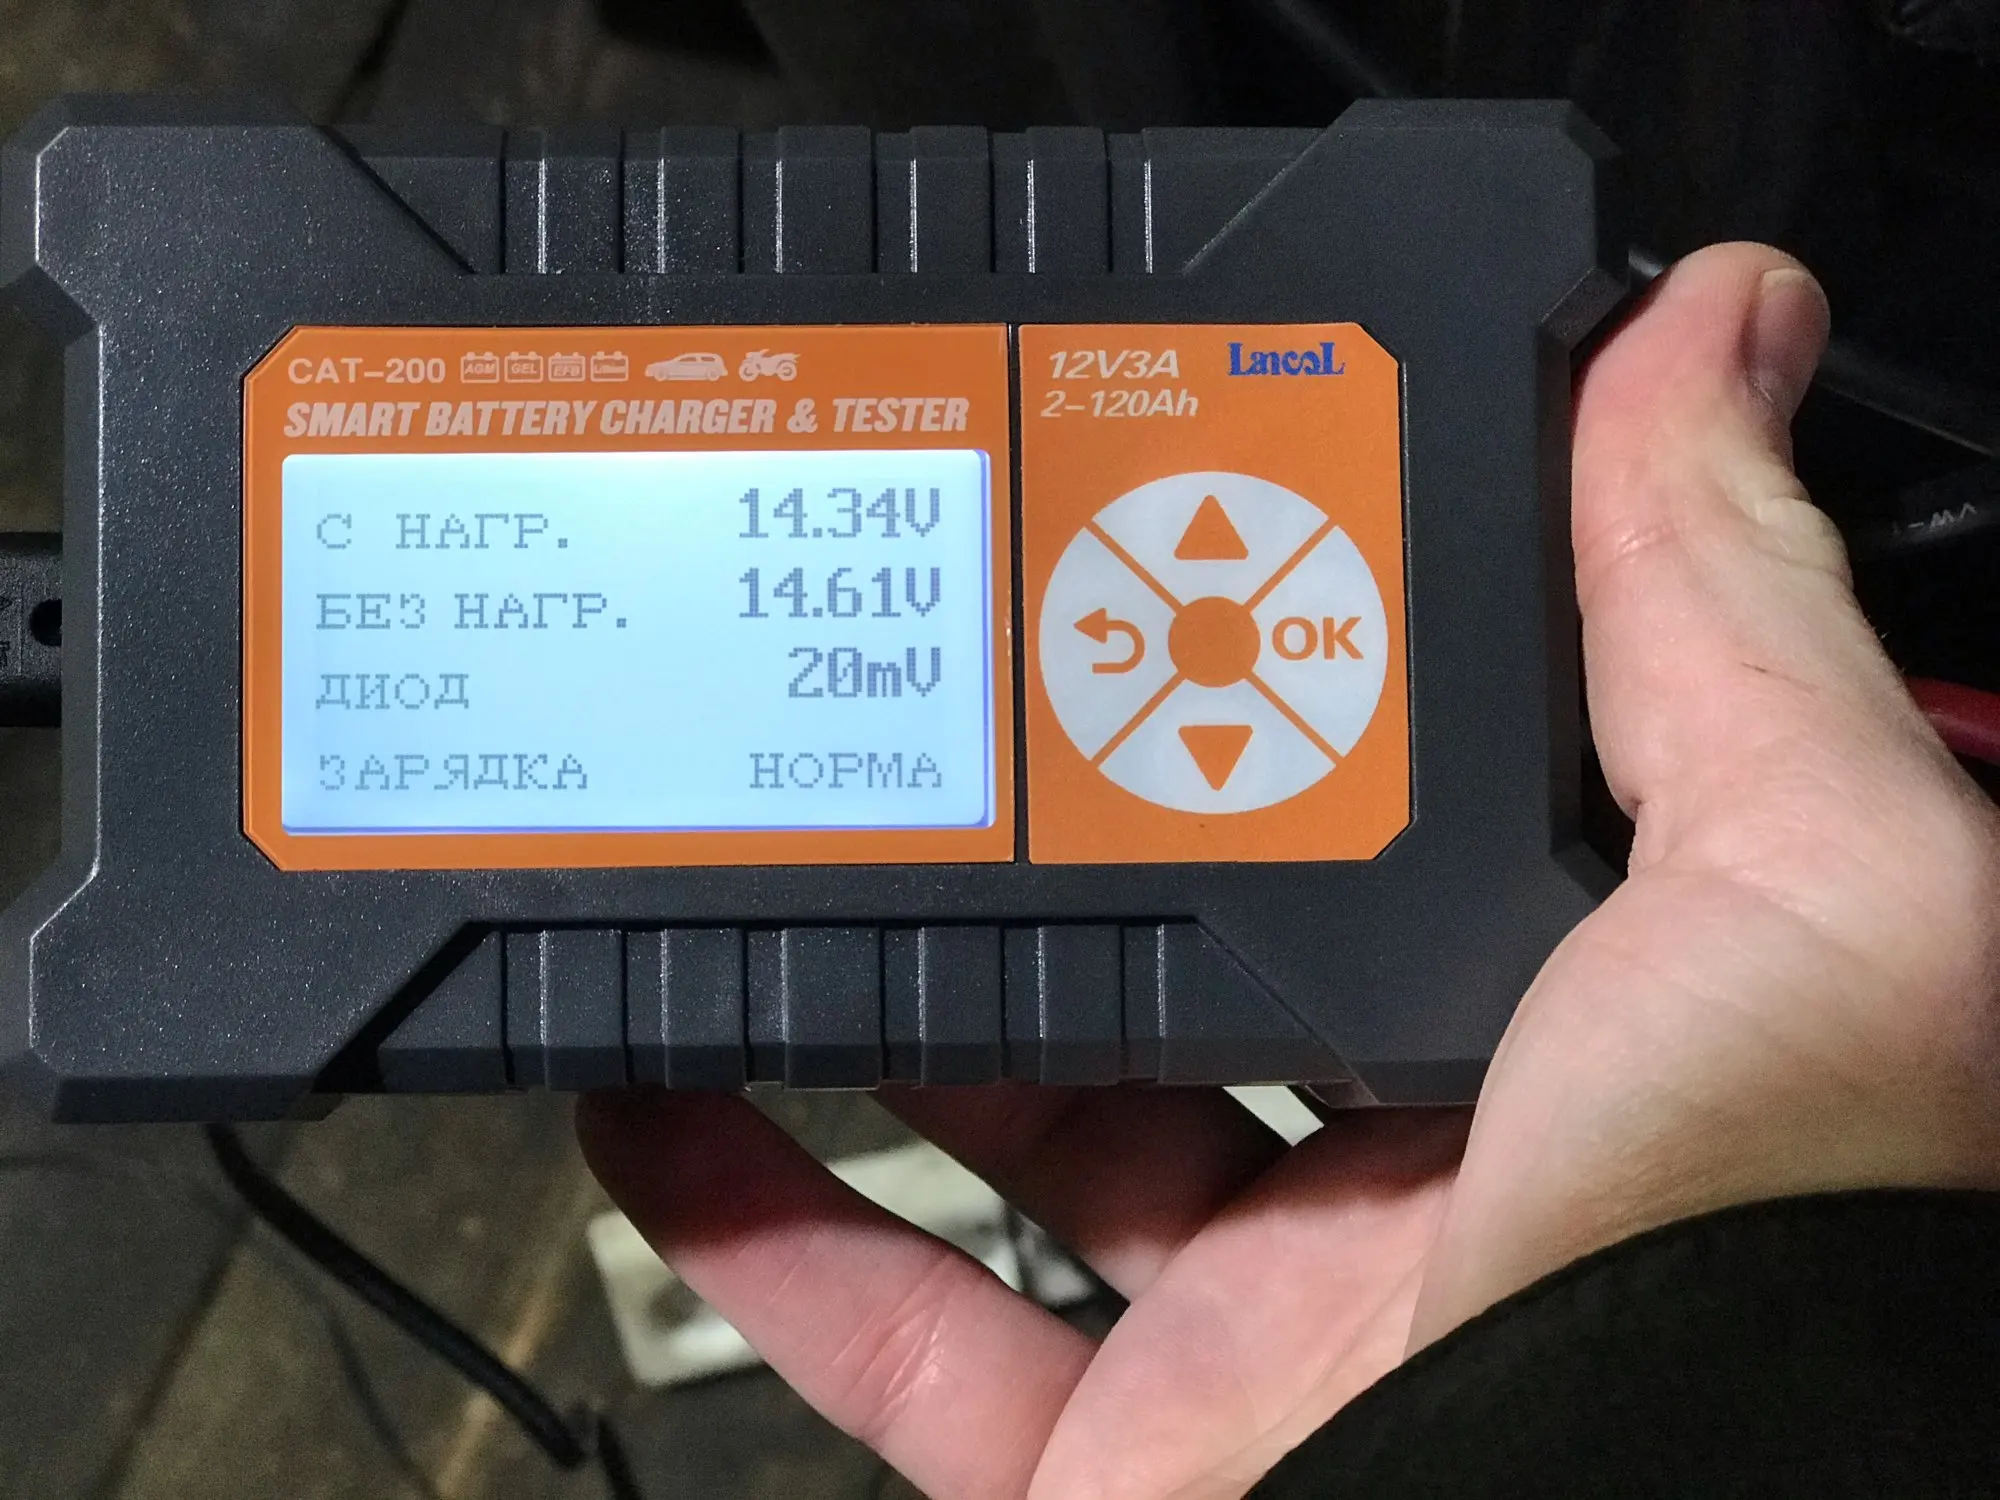 CAT-200 AGM GEL EFB Lithium
SMART BATTERY CHARGER & TESTER
12V3A LancoL
2-120Ah
С НАГР. 14.34V
БЕЗ НАГР. 14.61V
ДИОД 20mV
ЗАРЯДКА НОРМА
OK